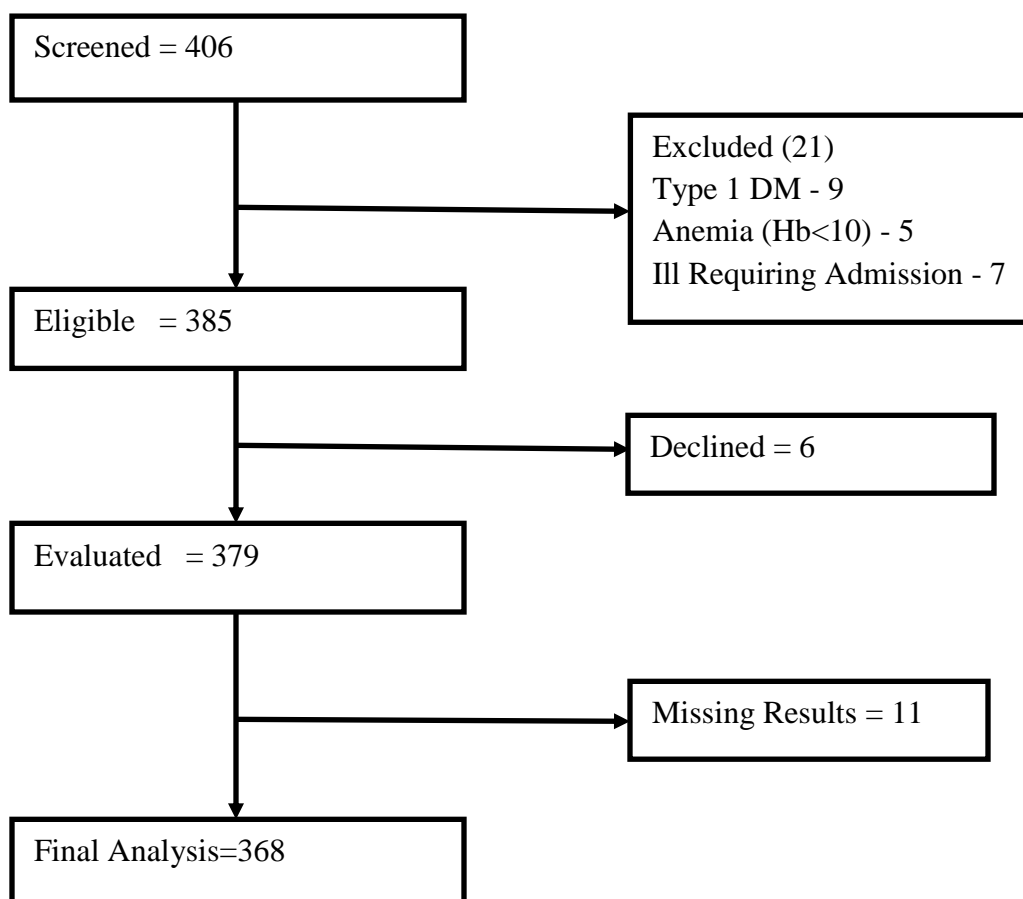 Screened = 406
Excluded (21)
Type 1 DM - 9
Anemia (Hb<10) - 5
Ill Requiring Admission - 7
Eligible   = 385
Declined = 6
Evaluated   = 379
Missing Results = 11
Final Analysis=368